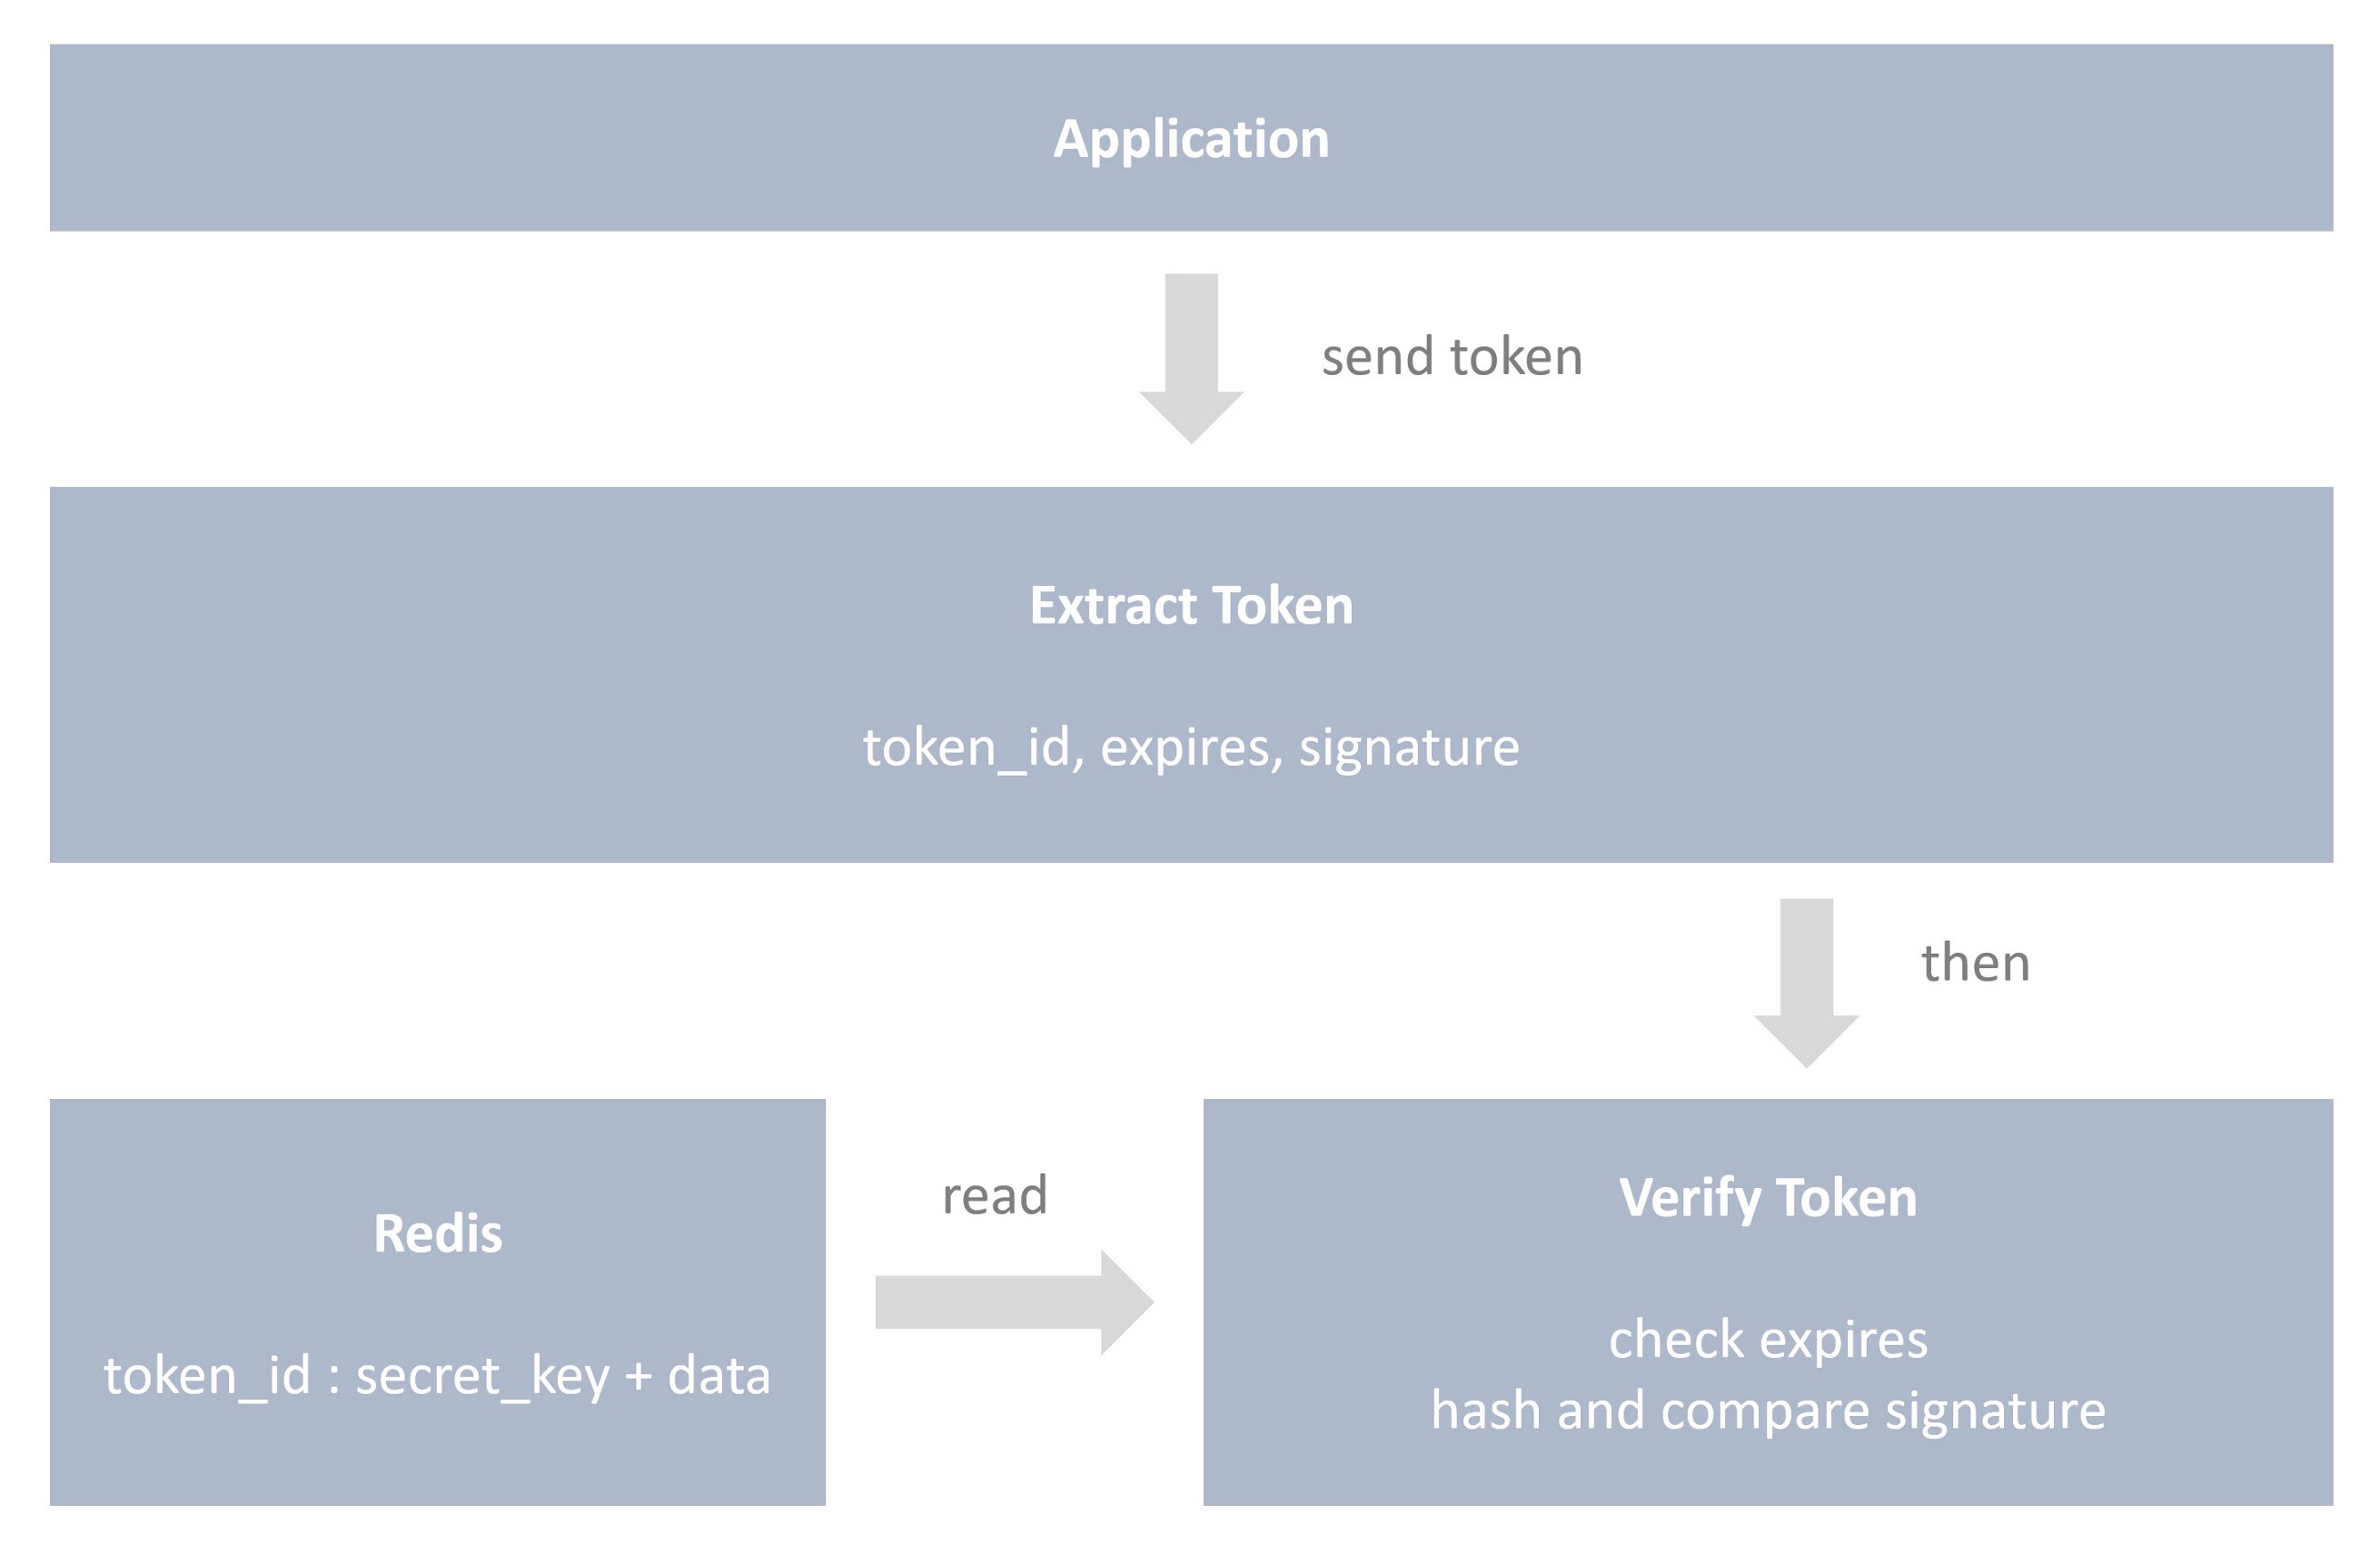 Application
send token
Extract Token
token_id, expires, signature
then
Redis
token_id : secret_key + data
read
Verify Token
check expires
hash and compare signature